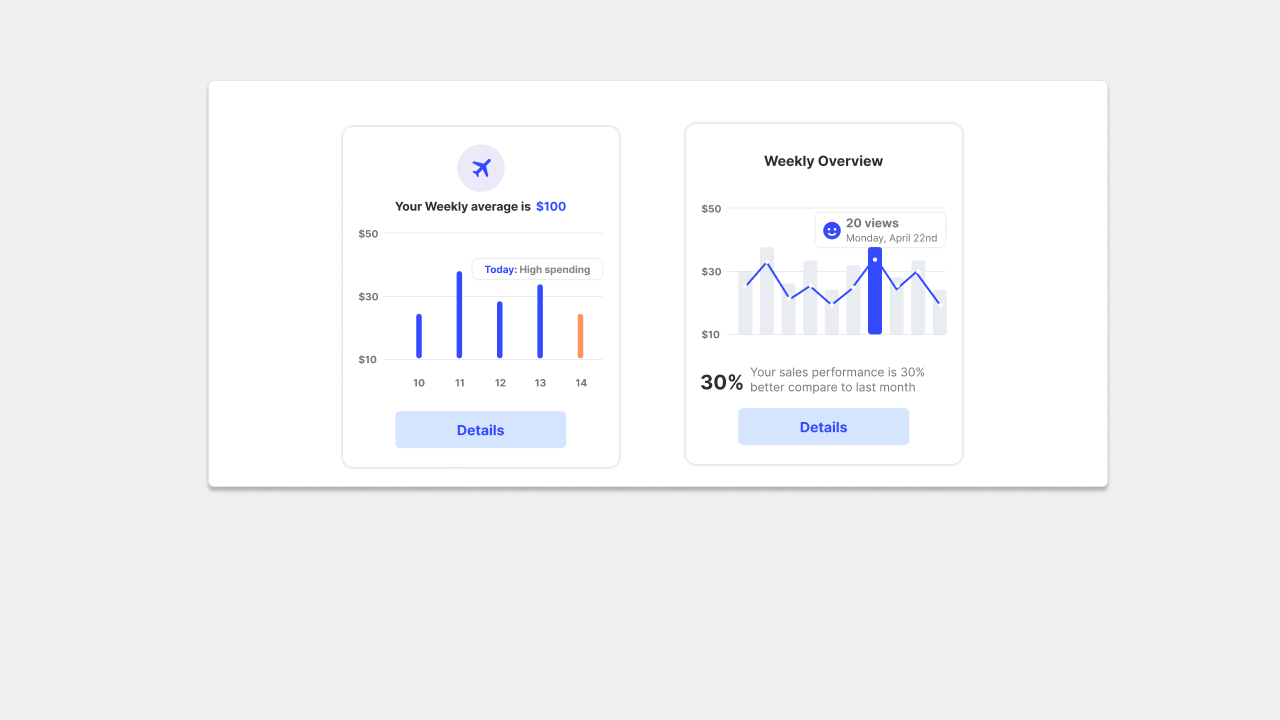 Your Weekly average is $100
$50
Today: High spending
$30
$10
10 11 12 13 14
Details
Weekly Overview
$50
20 views
Monday, April 22nd
$30
$10
30%
Your sales performance is 30%
better compare to last month
Details